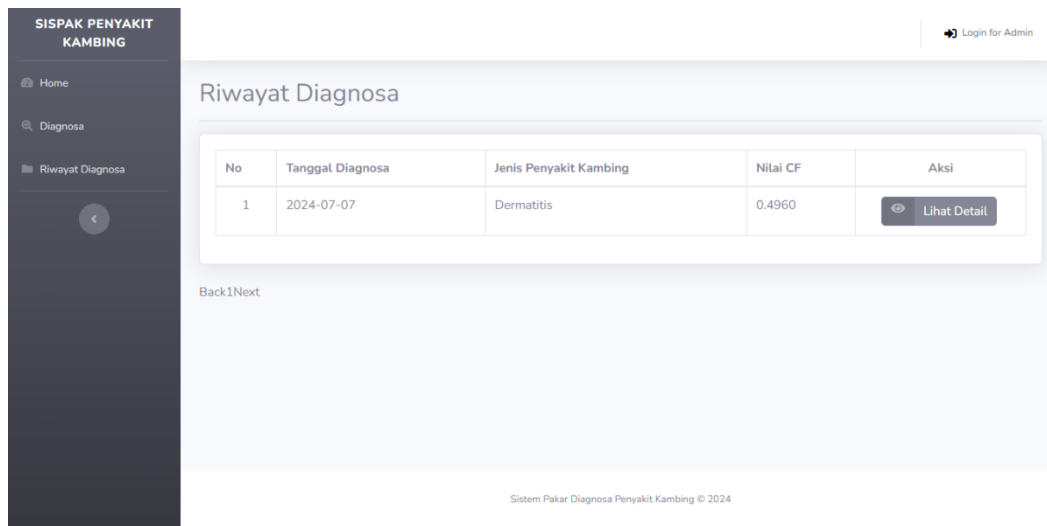 SISPAK PENYAKIT
KAMBING
Login for Admin
Home
Diagnosa
Riwayat Diagnosa
Riwayat Diagnosa
No Tanggal Diagnosa Jenis Penyakit Kambing Nilai CF Aksi
1 2024-07-07 Dermatitis 0.4960 Lihat Detail
Back1Next
Sistem Pakar Diagnosa Penyakit Kambing © 2024